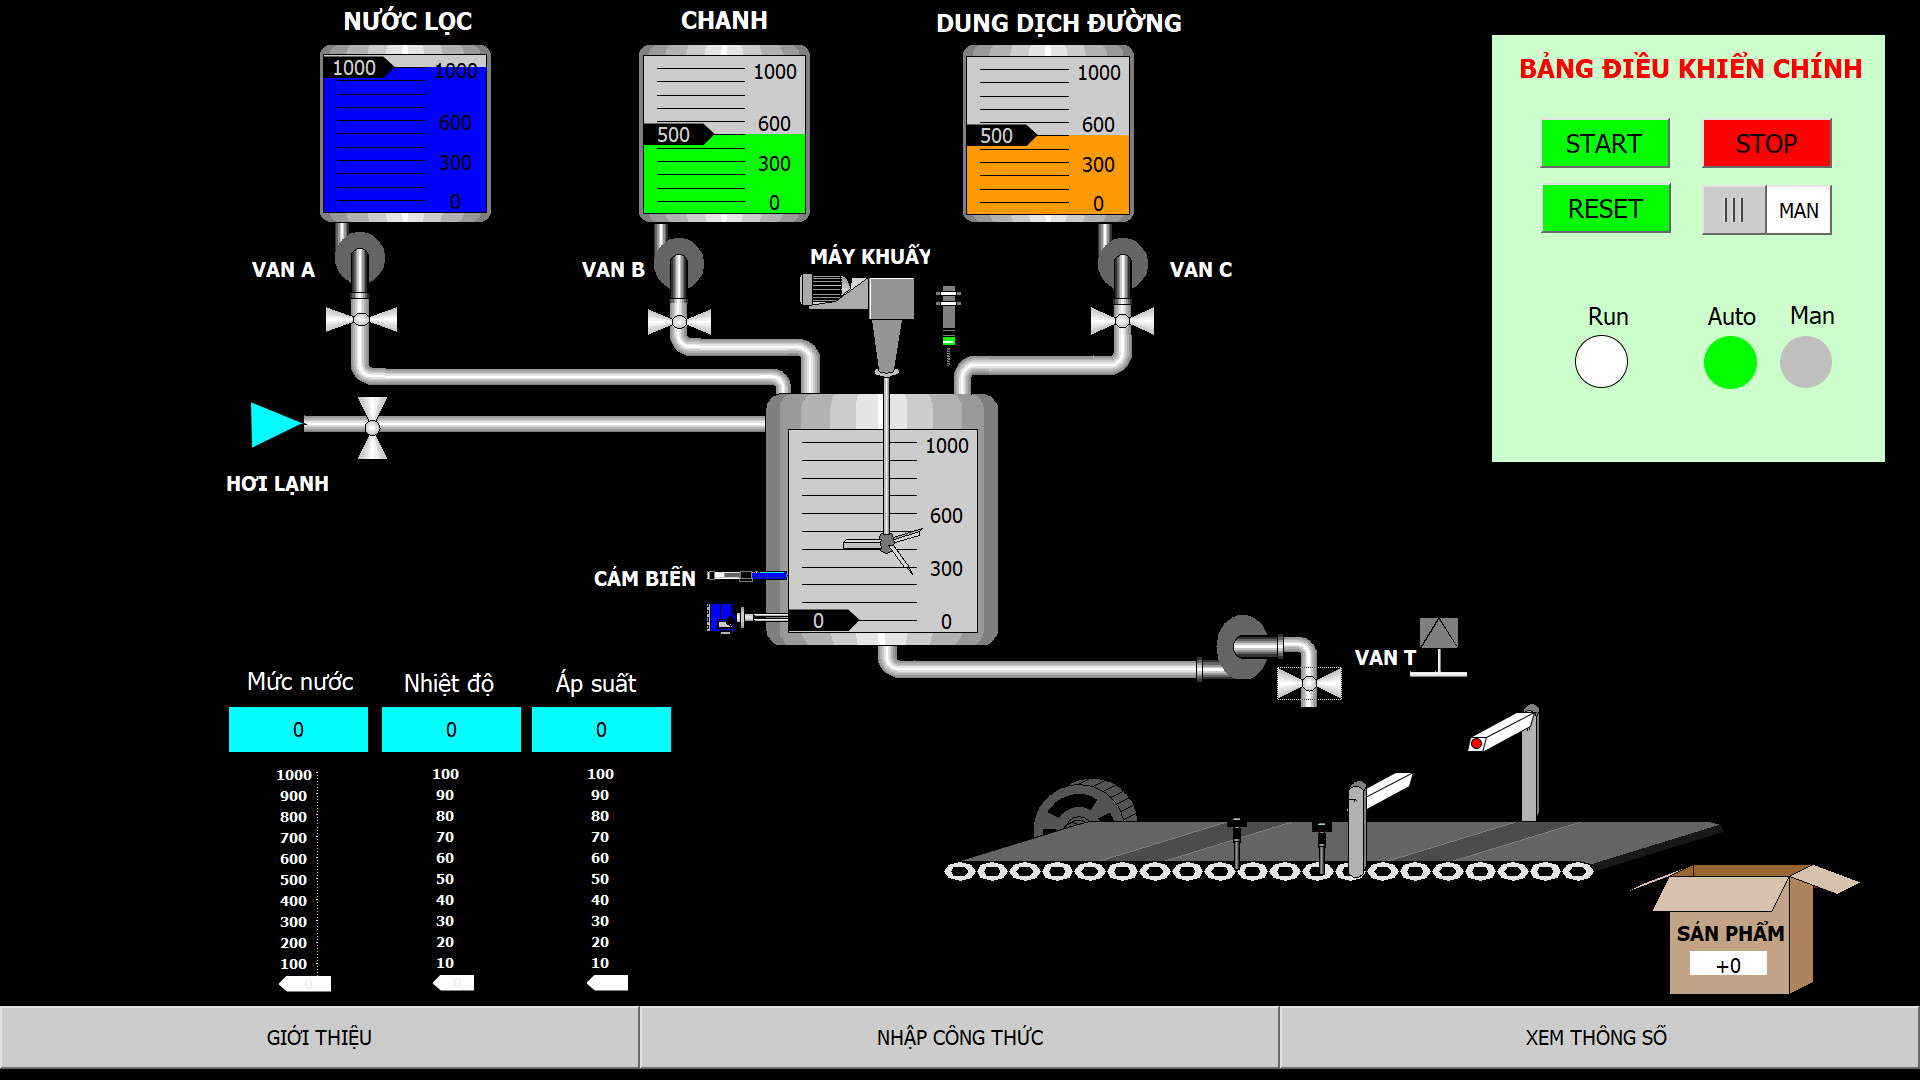 NƯỚC LỌC
CHANH
DUNG DỊCH ĐƯỜNG
1000
1000
600
300
0
1000
600
500
300
0
1000
600
500
300
0
BẢNG ĐIỀU KHIỂN CHÍNH
START
STOP
RESET
MAN
Run
Auto
Man
VAN A
VAN B
MÁY KHUẤY
VAN C
HƠI LẠNH
1000
600
300
0
0
CẢM BIẾN
VAN T
Mức nước
Nhiệt độ
Áp suất
0
0
0
1000
900
800
700
600
500
400
300
200
100
100
90
80
70
60
50
40
30
20
10
100
90
80
70
60
50
40
30
20
10
SẢN PHẨM
+0
GIỚI THIỆU
NHẬP CÔNG THỨC
XEM THÔNG SỐ